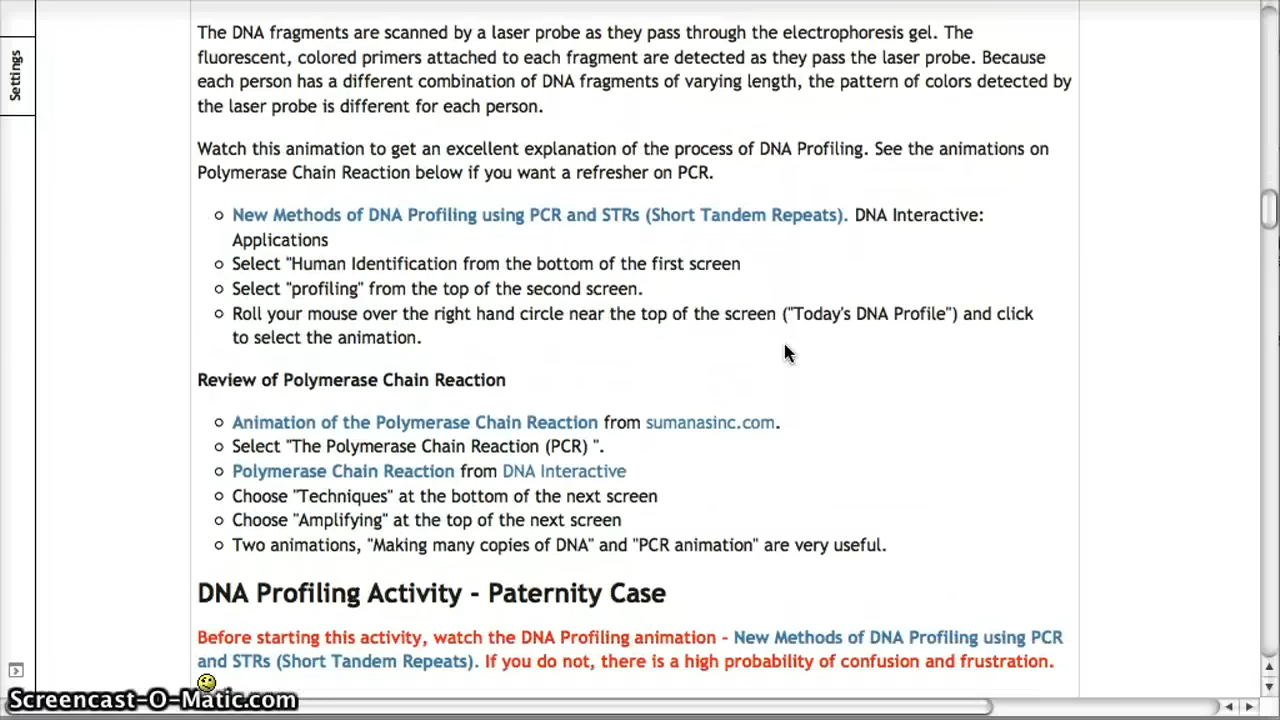 Settings
The DNA fragments are scanned by a laser probe as they pass through the electrophoresis gel. The
fluorescent, colored primers attached to each fragment are detected as they pass the laser probe. Because
each person has a different combination of DNA fragments of varying length, the pattern of colors detected by
the laser probe is different for each person.
Watch this animation to get an excellent explanation of the process of DNA Profiling. See the animations on
Polymerase Chain Reaction below if you want a refresher on PCR.
New Methods of DNA Profiling using PCR and STRs (Short Tandem Repeats). DNA Interactive:
Applications
Select "Human Identification from the bottom of the first screen
Select "profiling" from the top of the second screen.
Roll your mouse over the right hand circle near the top of the screen ("Today's DNA Profile") and click
to select the animation.
Review of Polymerase Chain Reaction
Animation of the Polymerase Chain Reaction from sumanasinc.com.
Select "The Polymerase Chain Reaction (PCR) ".
Polymerase Chain Reaction from DNA Interactive
Choose "Techniques" at the bottom of the next screen
Choose "Amplifying" at the top of the next screen
Two animations, "Making many copies of DNA" and "PCR animation" are very useful.
DNA Profiling Activity - Paternity Case
Before starting this activity, watch the DNA Profiling animation - New Methods of DNA Profiling using PCR
and STRs (Short Tandem Repeats). If you do not, there is a high probability of confusion and frustration.
Screencast-O-Matic.com